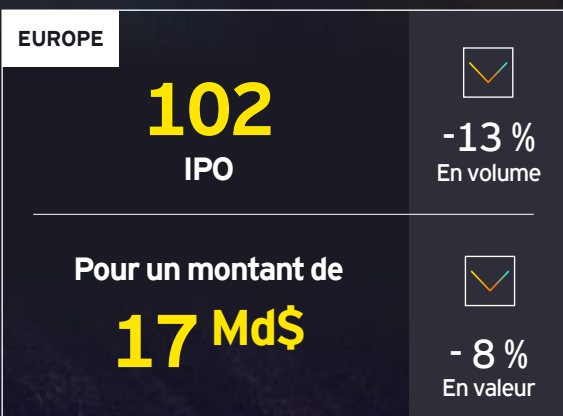 EUROPE
102
IPO
-13 %
En volume
Pour un montant de
17 Md$
- 8 %
En valeur